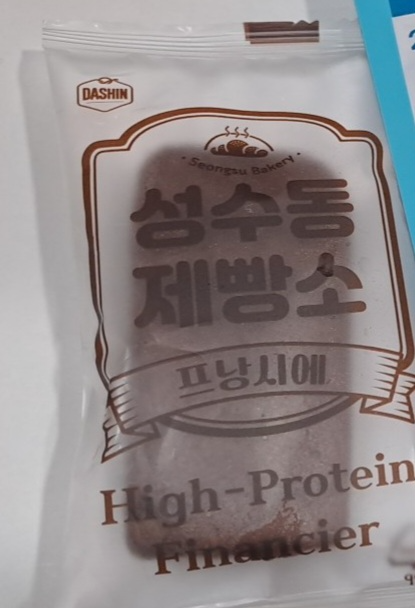 DASHIN
Seongsu Bakery
성수동
제빵소
프낭시에
High-Protein
Financier